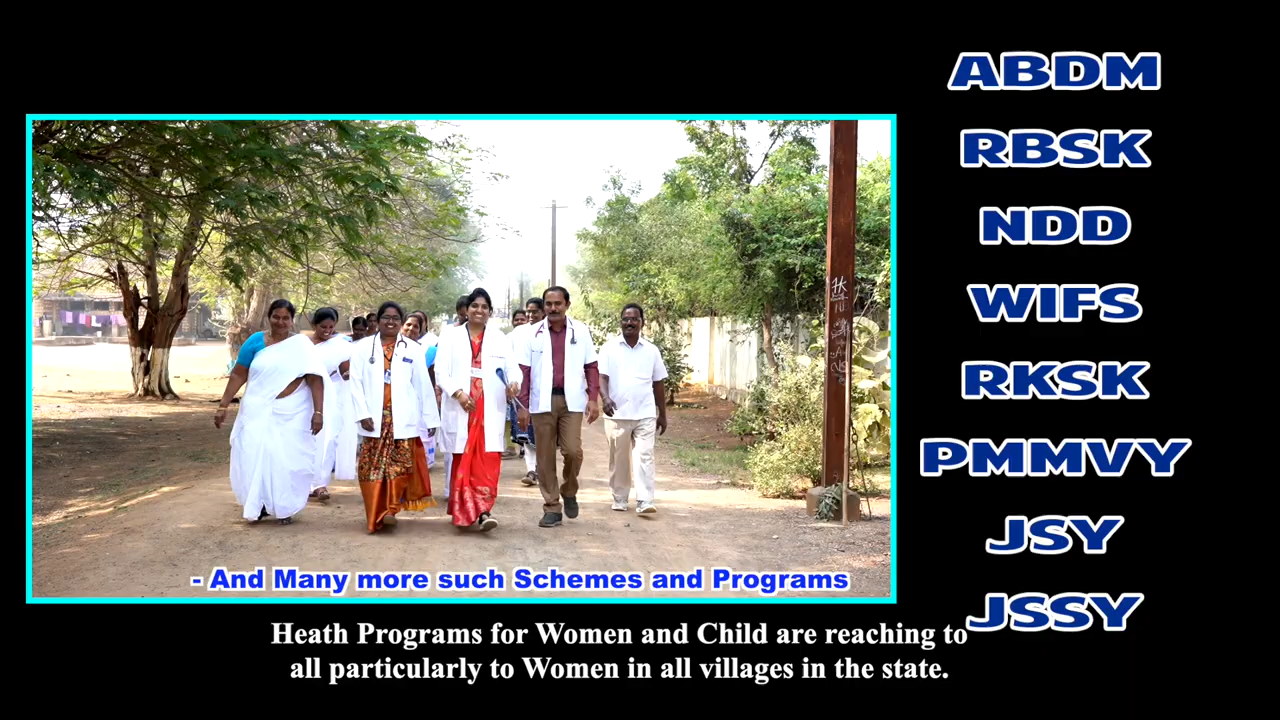 ABDM
RBSK
NDD
WIFS
RKSK
PMMVY
JSY
JSSY
- And Many more such Schemes and Programs
Heath Programs for Women and Child are reaching to
all particularly to Women in all villages in the state.